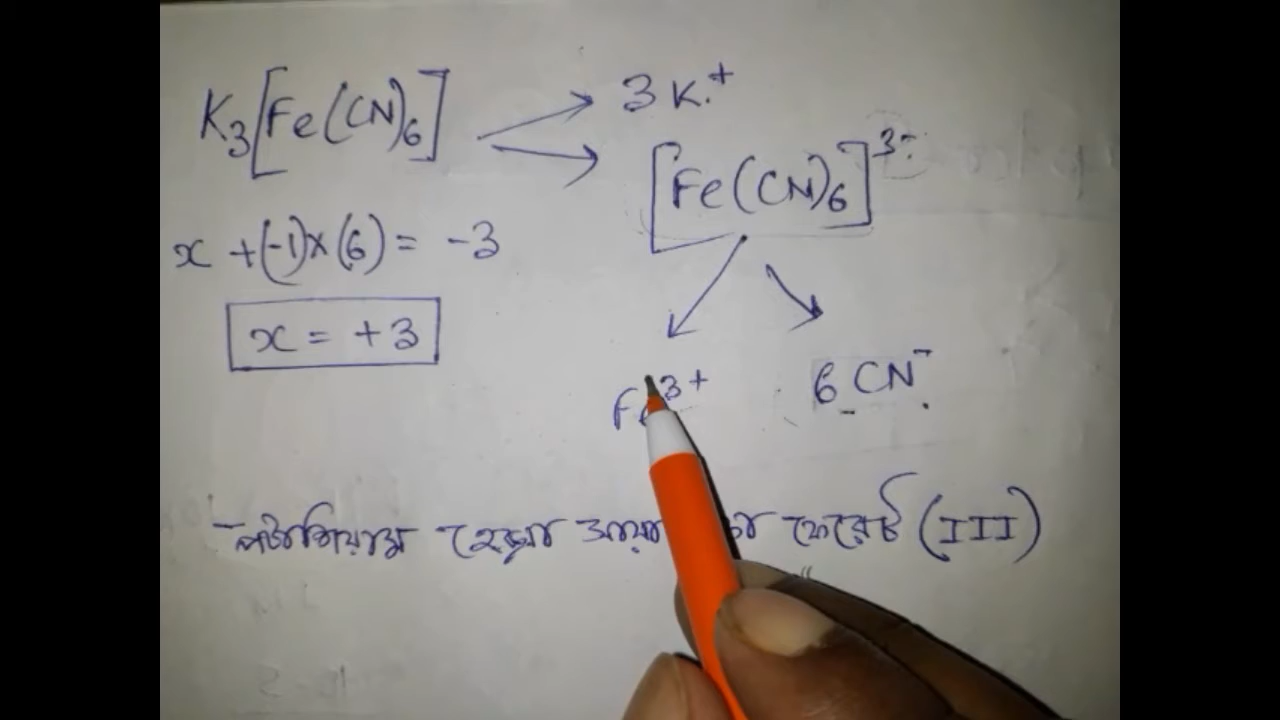 K₃[Fe(CN)₆] → 3K⁺
→ [Fe(CN)₆]³⁻
x + (-1)×(6) = -3
x = +3
Fe³⁺ 6CN⁻
পটাশিয়াম হেক্সা ফেরেট (III)